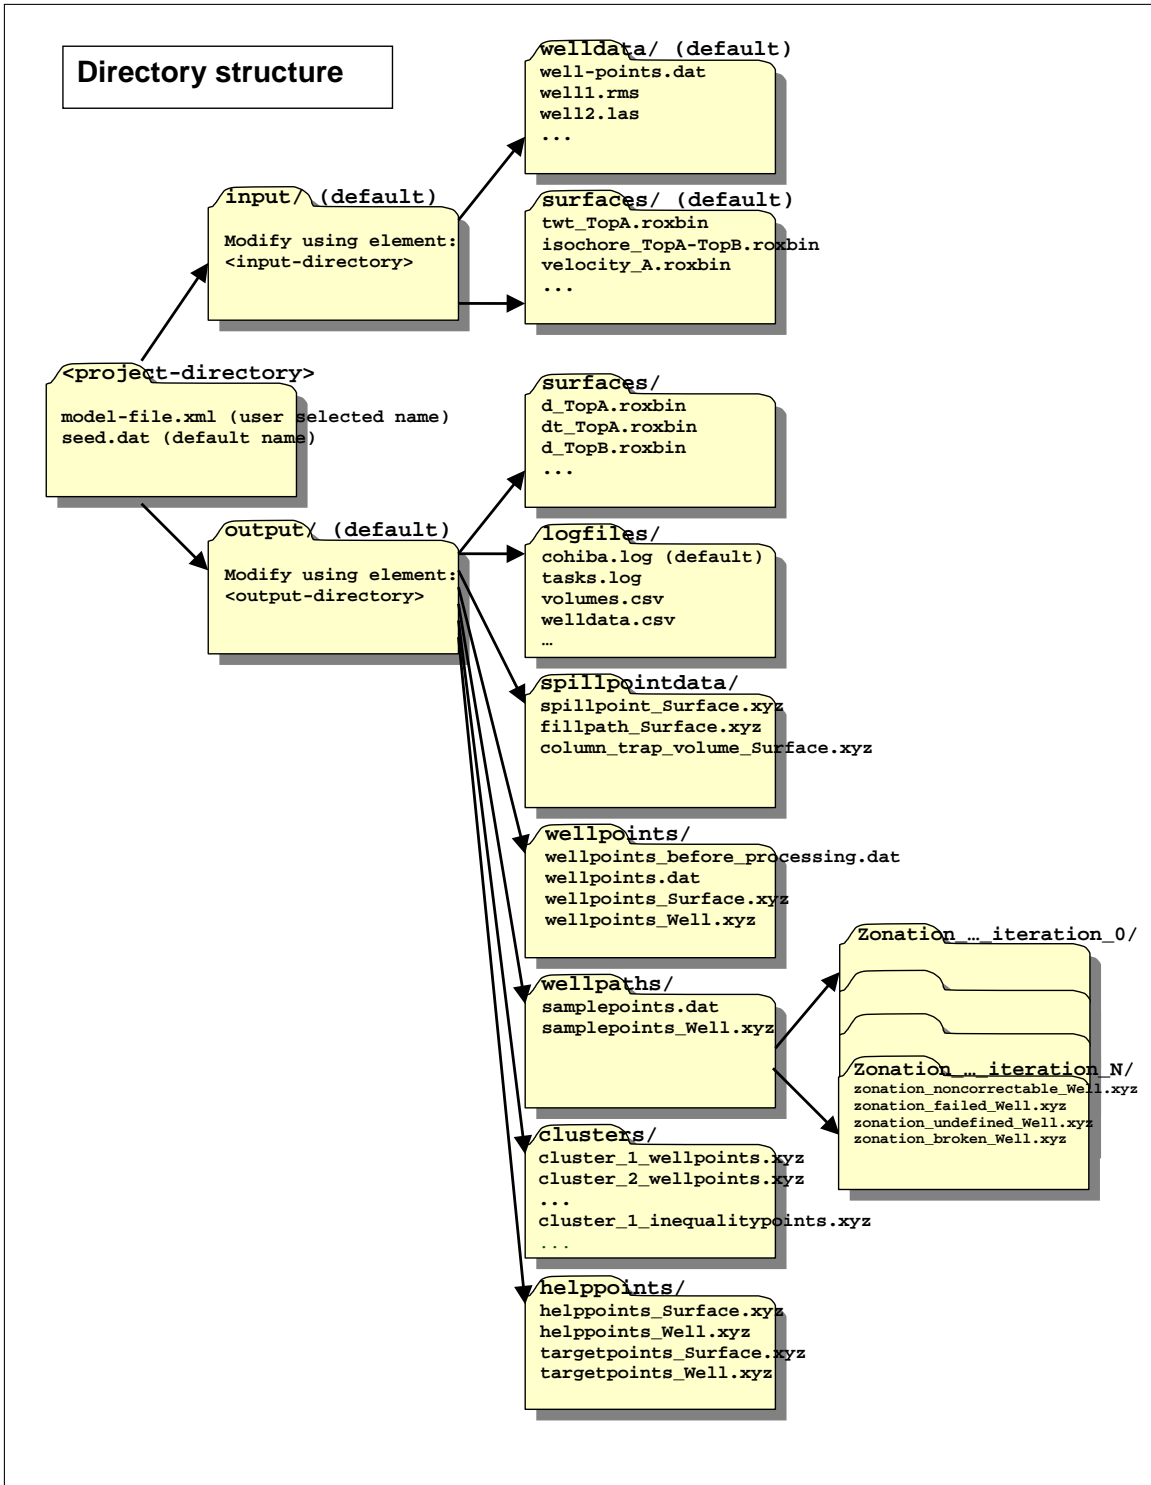 Directory structure
welldata/ (default)
well-points.dat
well1.rms
well2.las
...
input/ (default)
Modify using element:
<input-directory>
surfaces/ (default)
twt_TopA.roxbin
isochore_TopA-TopB.roxbin
velocity_A.roxbin
...
<project-directory>
model-file.xml (user selected name)
seed.dat (default name)
surfaces/
d_TopA.roxbin
dt_TopA.roxbin
d_TopB.roxbin
...
output/ (default)
Modify using element:
<output-directory>
logfiles/
cohiba.log (default)
tasks.log
volumes.csv
welldata.csv
…
spillpointdata/
spillpoint_Surface.xyz
fillpath_Surface.xyz
column_trap_volume_Surface.xyz
wellpoints/
wellpoints_before_processing.dat
wellpoints.dat
wellpoints_Surface.xyz
wellpoints_Well.xyz
wellpaths/
samplepoints.dat
samplepoints_Well.xyz
Zonation_…_iteration_0/
Zonation_…_iteration_N/
zonation_noncorrectable_Well.xyz
zonation_failed_Well.xyz
zonation_undefined_Well.xyz
zonation_broken_Well.xyz
clusters/
cluster_1_wellpoints.xyz
cluster_2_wellpoints.xyz
...
cluster_1_inequalitypoints.xyz
...
helppoints/
helppoints_Surface.xyz
helppoints_Well.xyz
targetpoints_Surface.xyz
targetpoints_Well.xyz